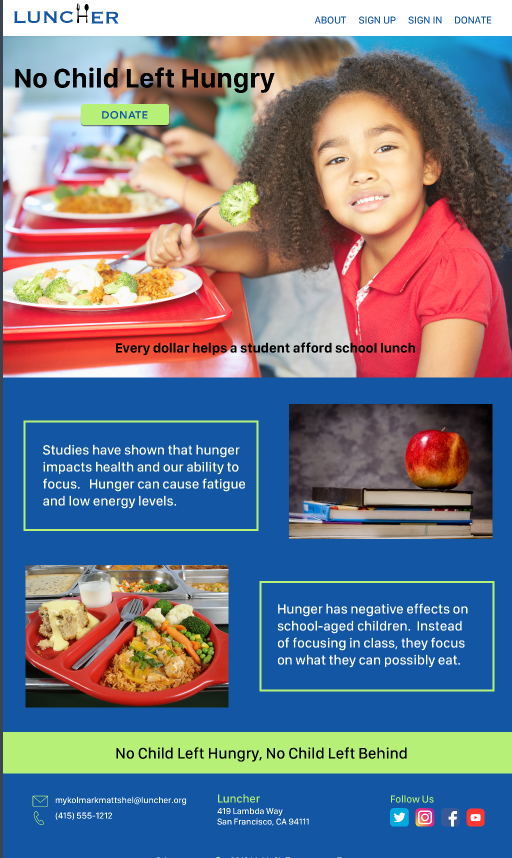 LUNCHER
ABOUT SIGN UP SIGN IN DONATE
No Child Left Hungry
DONATE
Every dollar helps a student afford school lunch
Studies have shown that hunger
impacts health and our ability to
focus. Hunger can cause fatigue
and low energy levels.
Hunger has negative effects on
school-aged children. Instead
of focusing in class, they focus
on what they can possibly eat.
No Child Left Hungry, No Child Left Behind
mykolmarkmattshel@luncher.org
(415) 555-1212
Luncher
419 Lambda Way
San Francisco, CA 94111
Follow Us